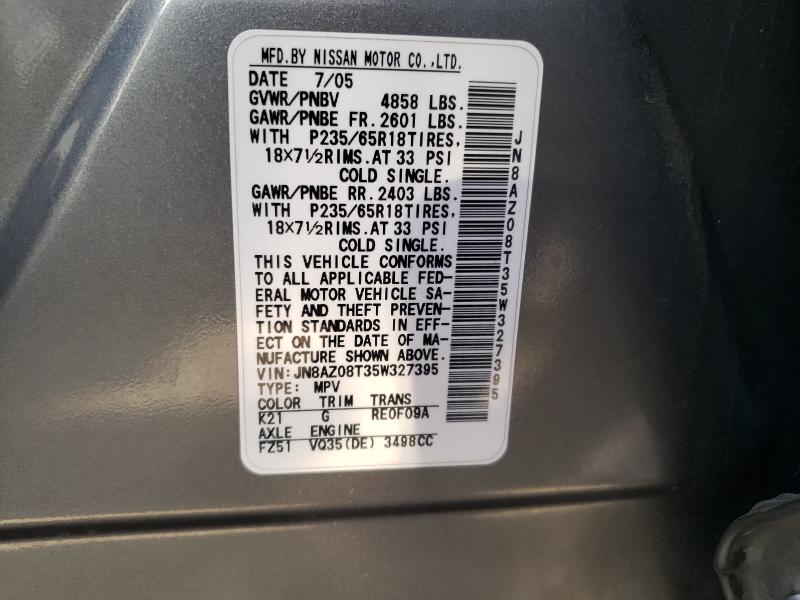 MFD.BY NISSAN MOTOR CO.,LTD.
DATE 7/05
GVWR/PNBV 4858 LBS.
GAWR/PNBE FR. 2601 LBS.
WITH P235/65R18TIRES,
18×7½RIMS.AT 33 PSI
COLD SINGLE.
GAWR/PNBE RR. 2403 LBS.
WITH P235/65R18TIRES,
18×7½RIMS.AT 33 PSI
COLD SINGLE.
THIS VEHICLE CONFORMS
TO ALL APPLICABLE FED-
ERAL MOTOR VEHICLE SA-
FETY AND THEFT PREVEN-
TION STANDARDS IN EFF-
ECT ON THE DATE OF MA-
NUFACTURE SHOWN ABOVE.
VIN:JN8AZ08T35W327395
TYPE: MPV
COLOR TRIM TRANS
K21 G RE0F09A
AXLE ENGINE
FZ51 VQ35(DE) 3498CC
JN8AZ08T35W327395